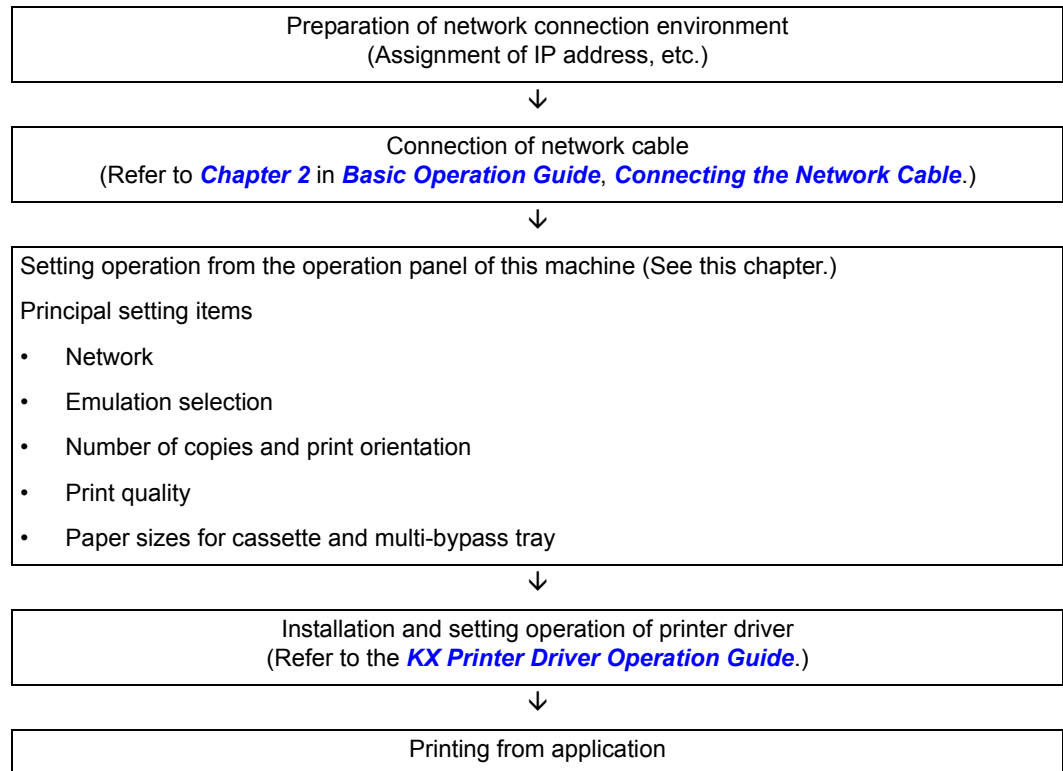 Preparation of network connection environment
(Assignment of IP address, etc.)
↓
Connection of network cable
(Refer to Chapter 2 in Basic Operation Guide, Connecting the Network Cable.)
↓
Setting operation from the operation panel of this machine (See this chapter.)
Principal setting items
• Network
• Emulation selection
• Number of copies and print orientation
• Print quality
• Paper sizes for cassette and multi-bypass tray
↓
Installation and setting operation of printer driver
(Refer to the KX Printer Driver Operation Guide.)
↓
Printing from application